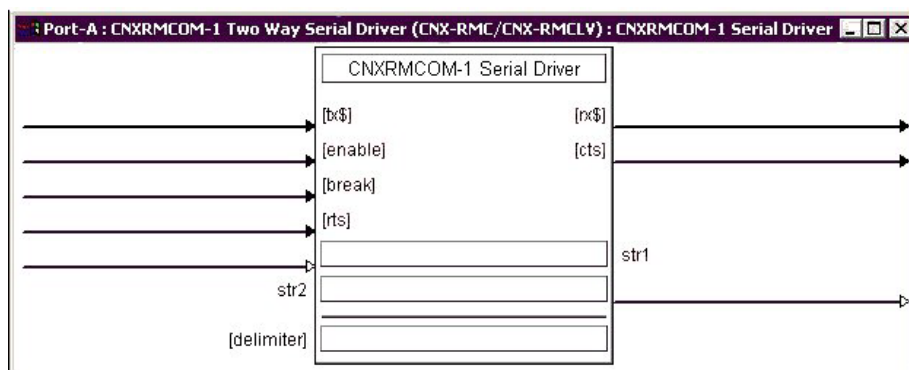 Port-A : CNXRMCOM-1 Two Way Serial Driver (CNX-RMC/CNX-RMCLV) : CNXRMCOM-1 Serial Driver
CNXRMCOM-1 Serial Driver
[tx$] [rx$]
[enable] [cts]
[break]
[rts]
str1
str2
[delimiter]